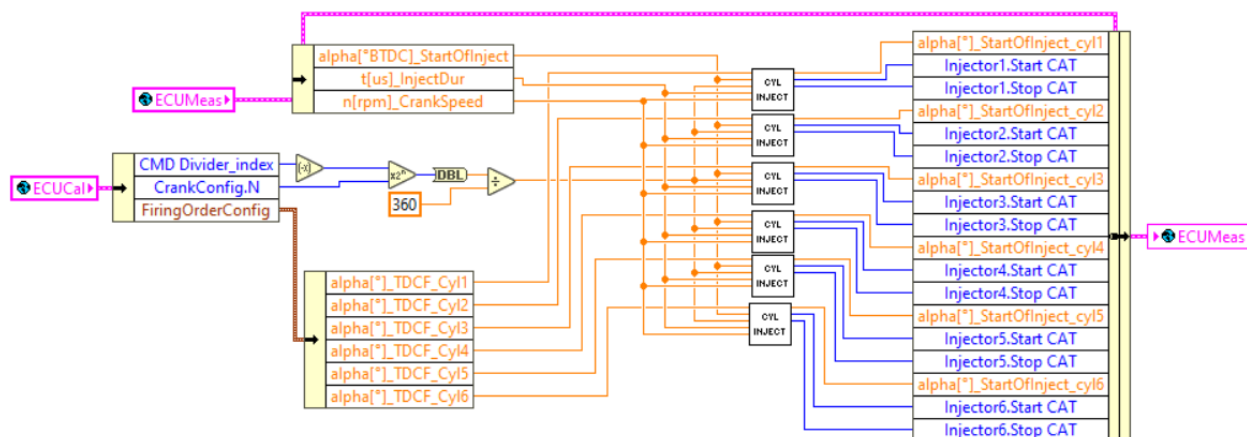 ECUMeas
alpha[°BTDC]_StartOfInject
t[us]_InjectDur
n[rpm]_CrankSpeed
ECUCal
CMD Divider_index
CrankConfig.N
FiringOrderConfig
(-x)
x2ⁿ
DBL
÷
360
alpha[°]_TDCF_Cyl1
alpha[°]_TDCF_Cyl2
alpha[°]_TDCF_Cyl3
alpha[°]_TDCF_Cyl4
alpha[°]_TDCF_Cyl5
alpha[°]_TDCF_Cyl6
CYL
INJECT
CYL
INJECT
CYL
INJECT
CYL
INJECT
CYL
INJECT
CYL
INJECT
alpha[°]_StartOfInject_cyl1
Injector1.Start CAT
Injector1.Stop CAT
alpha[°]_StartOfInject_cyl2
Injector2.Start CAT
Injector2.Stop CAT
alpha[°]_StartOfInject_cyl3
Injector3.Start CAT
Injector3.Stop CAT
alpha[°]_StartOfInject_cyl4
Injector4.Start CAT
Injector4.Stop CAT
alpha[°]_StartOfInject_cyl5
Injector5.Start CAT
Injector5.Stop CAT
alpha[°]_StartOfInject_cyl6
Injector6.Start CAT
Injector6.Stop CAT
ECUMeas